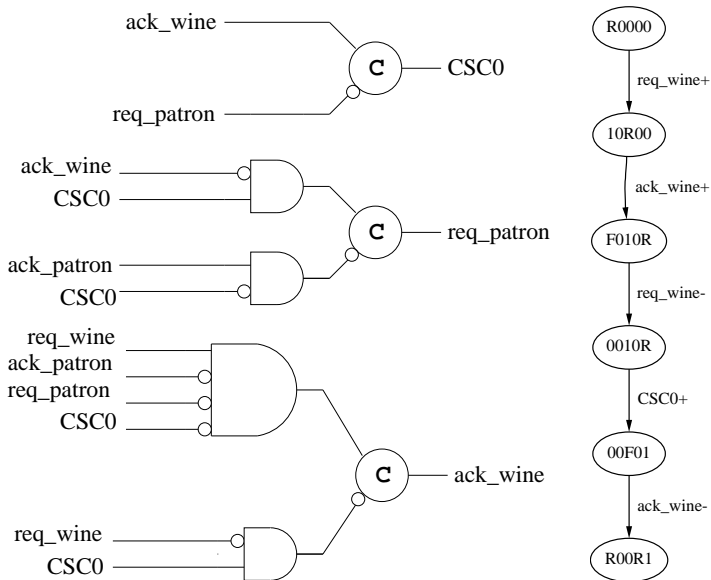 ack_wine
C
CSC0
req_patron
ack_wine
CSC0
C
req_patron
ack_patron
CSC0
req_wine
ack_patron
req_patron
CSC0
C
ack_wine
req_wine
CSC0
R0000
req_wine+
10R00
ack_wine+
F010R
req_wine-
0010R
CSC0+
00F01
ack_wine-
R00R1